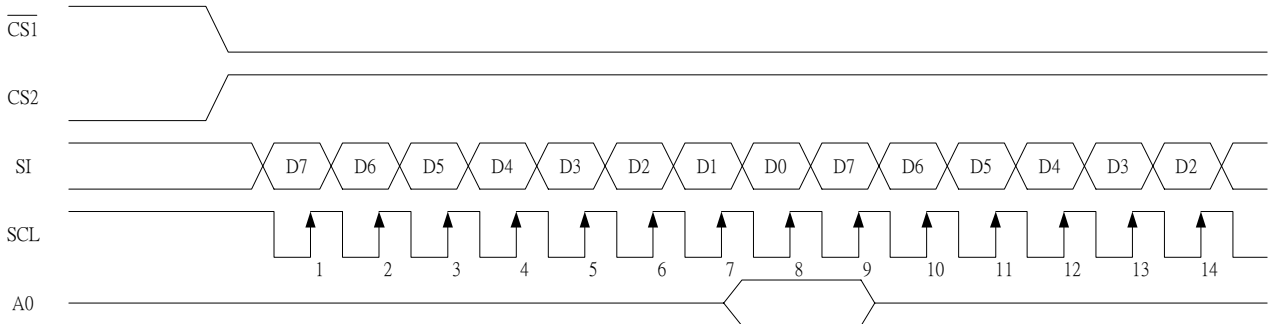 CS1
CS2
SI D7 D6 D5 D4 D3 D2 D1 D0 D7 D6 D5 D4 D3 D2
SCL
1 2 3 4 5 6 7 8 9 10 11 12 13 14
A0